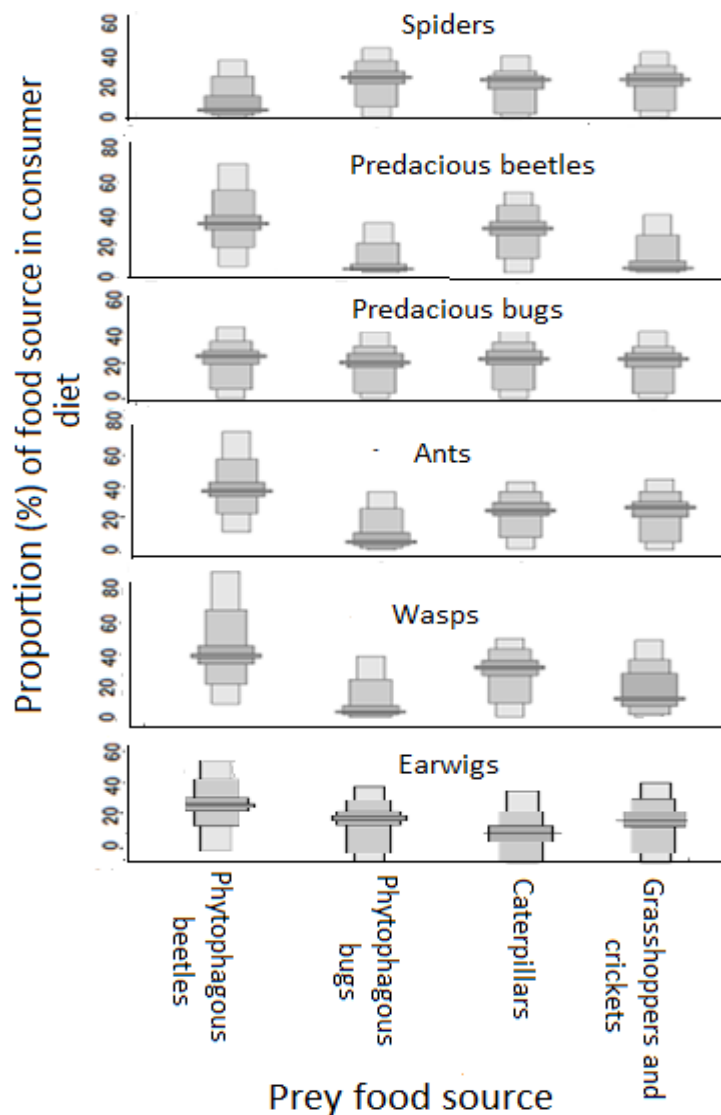 Proportion (%) of food source in consumer
diet
Spiders
60
40
20
0
Predacious beetles
80
60
40
20
0
Predacious bugs
60
40
20
0
Ants
80
60
40
20
0
Wasps
80
60
40
20
0
Earwigs
60
40
20
0
Phytophagous
beetles
Phytophagous
bugs
Caterpillars
Grasshoppers and
crickets
Prey food source